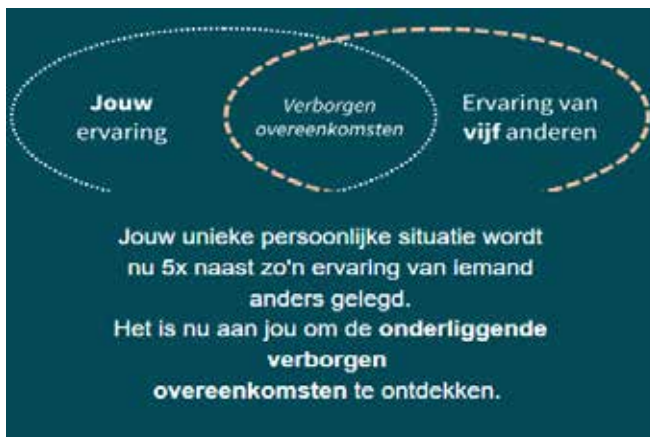 Jouw
ervaring
Verborgen
overeenkomsten
Ervaring van
vijf anderen
Jouw unieke persoonlijke situatie wordt
nu 5x naast zo'n ervaring van iemand
anders gelegd.
Het is nu aan jou om de onderliggende
verborgen
overeenkomsten te ontdekken.